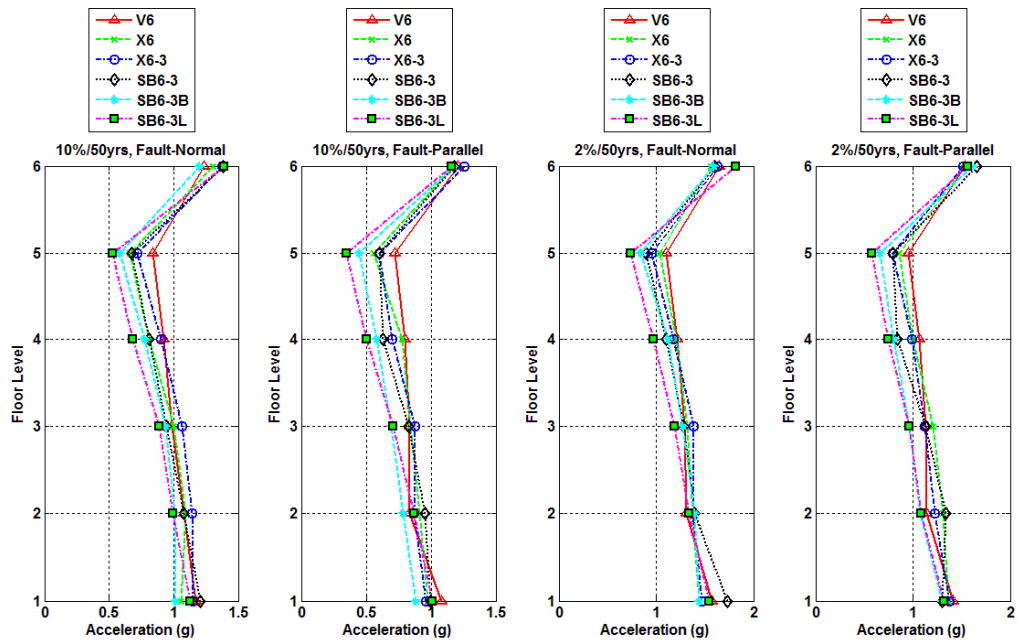 V6
X6
X6-3
SB6-3
SB6-3B
SB6-3L
V6
X6
X6-3
SB6-3
SB6-3B
SB6-3L
V6
X6
X6-3
SB6-3
SB6-3B
SB6-3L
V6
X6
X6-3
SB6-3
SB6-3B
SB6-3L
10%/50yrs, Fault-Normal
10%/50yrs, Fault-Parallel
2%/50yrs, Fault-Normal
2%/50yrs, Fault-Parallel
6
5
4
3
2
1
Floor Level
0 0.5 1 1.5
Acceleration (g)
6
5
4
3
2
1
Floor Level
0 0.5 1 1.5
Acceleration (g)
6
5
4
3
2
1
Floor Level
0 1 2
Acceleration (g)
6
5
4
3
2
1
Floor Level
0 1 2
Acceleration (g)